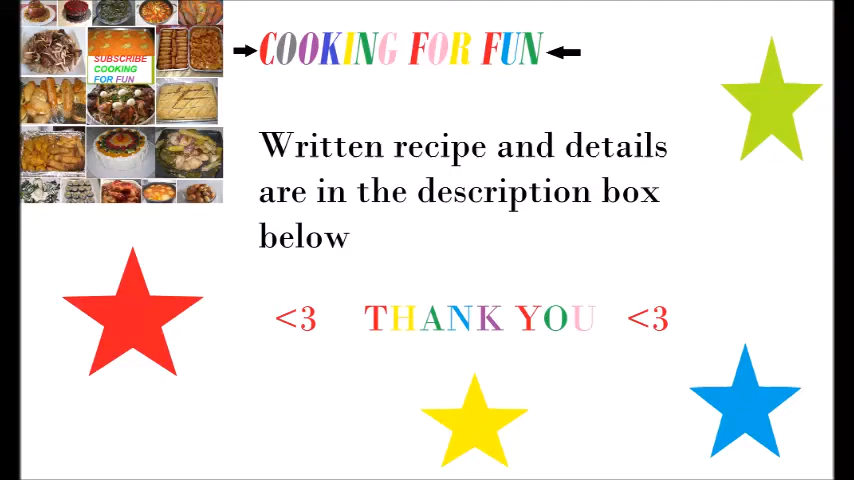 COOKING FOR FUN
SUBSCRIBE
COOKING
FOR FUN
Written recipe and details
are in the description box
below
<3 THANK YOU <3